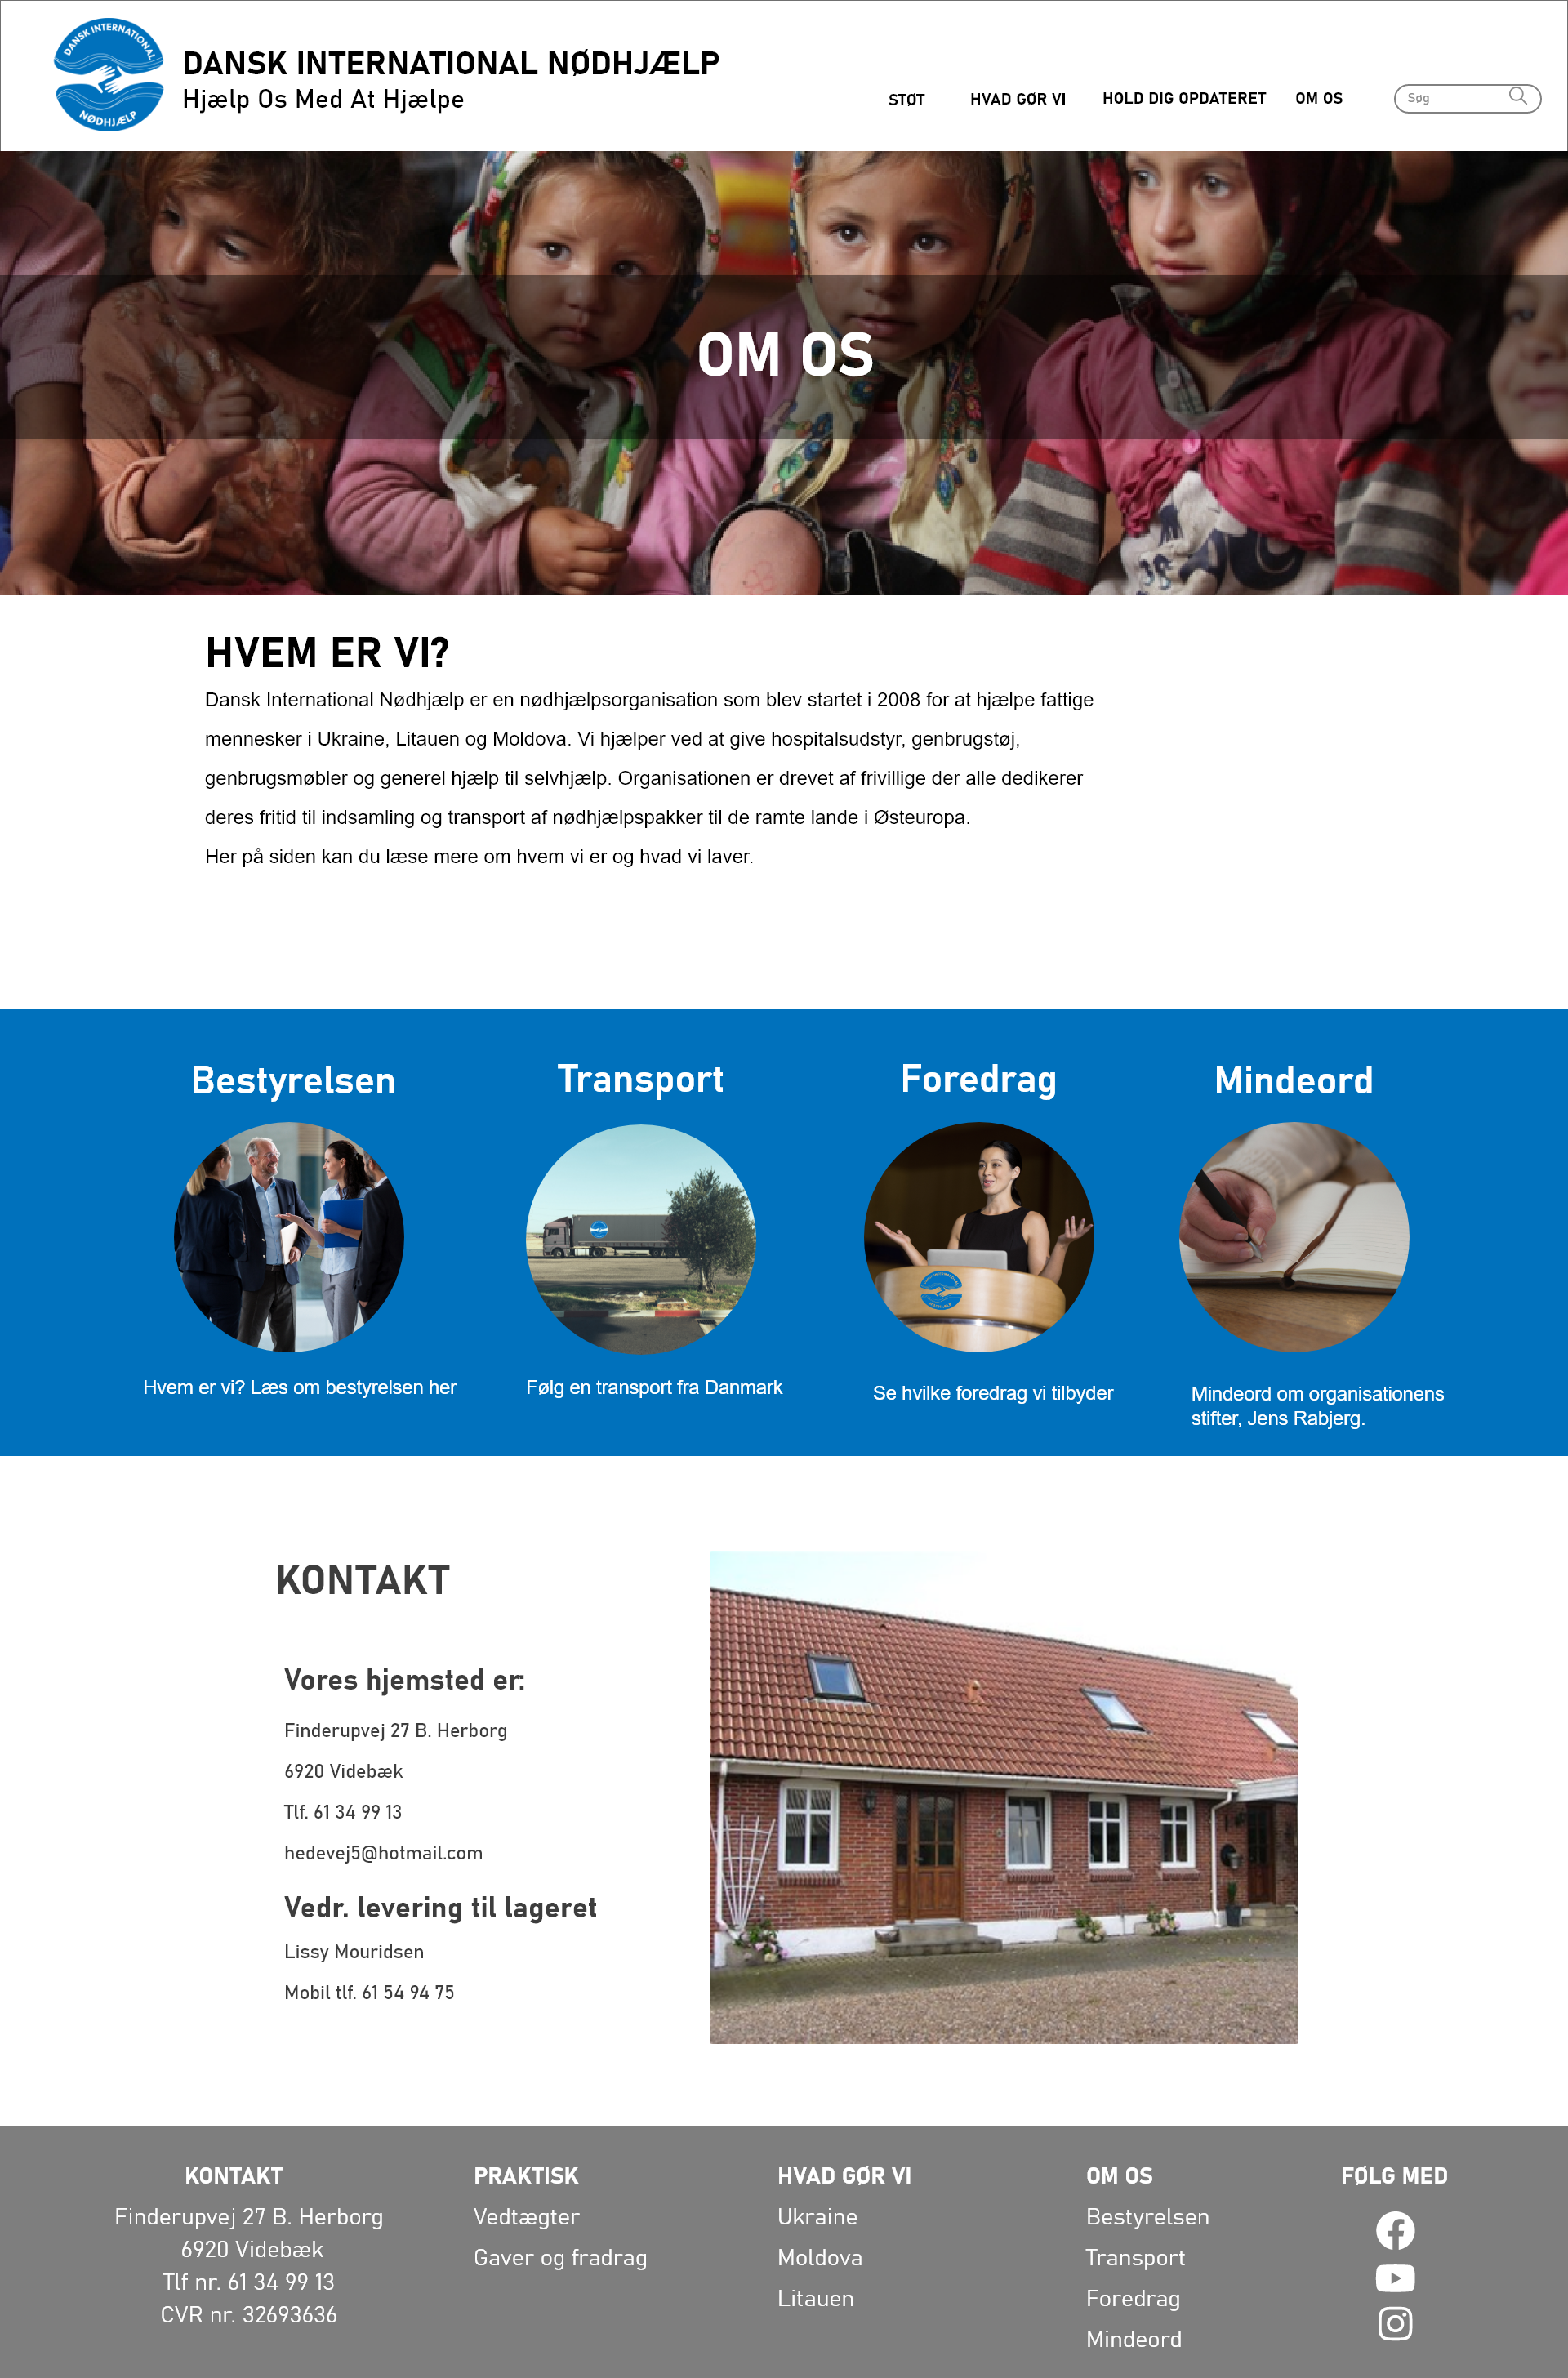 DANSK INTERNATIONAL
NØDHJÆLP
DANSK INTERNATIONAL NØDHJÆLP
Hjælp Os Med At Hjælpe
STØT
HVAD GØR VI
HOLD DIG OPDATERET
OM OS
Søg
OM OS
HVEM ER VI?
Dansk International Nødhjælp er en nødhjælpsorganisation som blev startet i 2008 for at hjælpe fattige
mennesker i Ukraine, Litauen og Moldova. Vi hjælper ved at give hospitalsudstyr, genbrugstøj,
genbrugsmøbler og generel hjælp til selvhjælp. Organisationen er drevet af frivillige der alle dedikerer
deres fritid til indsamling og transport af nødhjælpspakker til de ramte lande i Østeuropa.
Her på siden kan du læse mere om hvem vi er og hvad vi laver.
Bestyrelsen
Hvem er vi? Læs om bestyrelsen her
Transport
Følg en transport fra Danmark
Foredrag
DANSK INTERNATIONAL
NØDHJÆLP
Se hvilke foredrag vi tilbyder
Mindeord
Mindeord om organisationens
stifter, Jens Rabjerg.
KONTAKT
Vores hjemsted er:
Finderupvej 27 B. Herborg
6920 Videbæk
Tlf. 61 34 99 13
hedevej5@hotmail.com
Vedr. levering til lageret
Lissy Mouridsen
Mobil tlf. 61 54 94 75
KONTAKT
Finderupvej 27 B. Herborg
6920 Videbæk
Tlf nr. 61 34 99 13
CVR nr. 32693636
PRAKTISK
Vedtægter
Gaver og fradrag
HVAD GØR VI
Ukraine
Moldova
Litauen
OM OS
Bestyrelsen
Transport
Foredrag
Mindeord
FØLG MED